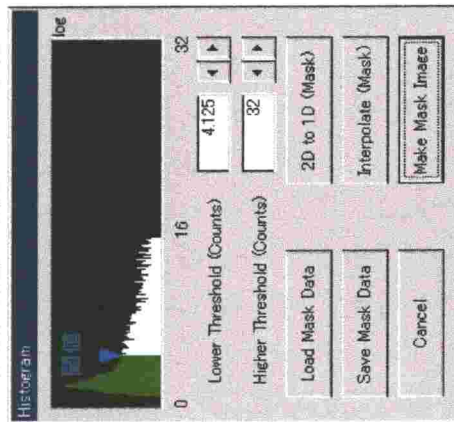 Histogram
log
0 16 32
Lower Threshold (Counts) 4.125
Higher Threshold (Counts) 32
Load Mask Data 2D to 1D (Mask)
Save Mask Data Interpolate (Mask)
Cancel Make Mask Image